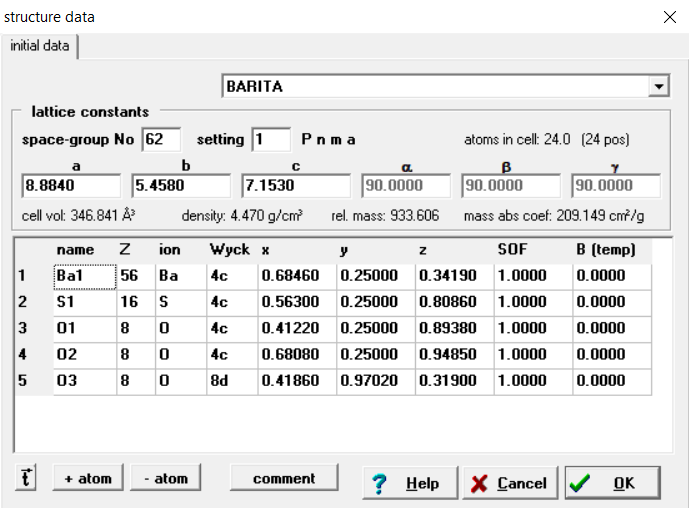 structure data
initial data
BARITA
lattice constants
space-group No 62 setting 1 P n m a atoms in cell: 24.0 (24 pos)
a b c α β γ
8.8840 5.4580 7.1530 90.0000 90.0000 90.0000
cell vol: 346.841 Å³ density: 4.470 g/cm³ rel. mass: 933.606 mass abs coef: 209.149 cm²/g
name Z ion Wyck x y z SOF B (temp)
1 Ba1 56 Ba 4c 0.68460 0.25000 0.34190 1.0000 0.0000
2 S1 16 S 4c 0.56300 0.25000 0.80860 1.0000 0.0000
3 O1 8 O 4c 0.41220 0.25000 0.89380 1.0000 0.0000
4 O2 8 O 4c 0.68080 0.25000 0.94850 1.0000 0.0000
5 O3 8 O 8d 0.41860 0.97020 0.31900 1.0000 0.0000
t + atom - atom comment ? Help Cancel OK